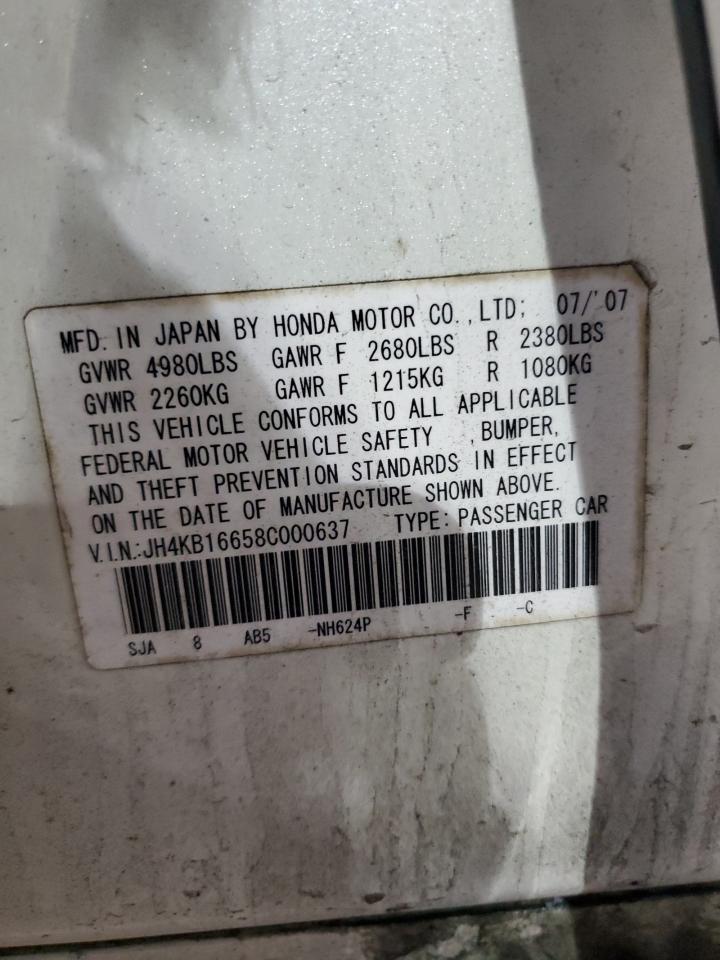 MFD. IN JAPAN BY HONDA MOTOR CO.,LTD; 07/'07
GVWR 4980LBS GAWR F 2680LBS R 2380LBS
GVWR 2260KG GAWR F 1215KG R 1080KG
THIS VEHICLE CONFORMS TO ALL APPLICABLE
FEDERAL MOTOR VEHICLE SAFETY ,BUMPER,
AND THEFT PREVENTION STANDARDS IN EFFECT
ON THE DATE OF MANUFACTURE SHOWN ABOVE.
V.I.N.:JH4KB16658C000637 TYPE:PASSENGER CAR
SJA 8 AB5 -NH624P -F -C